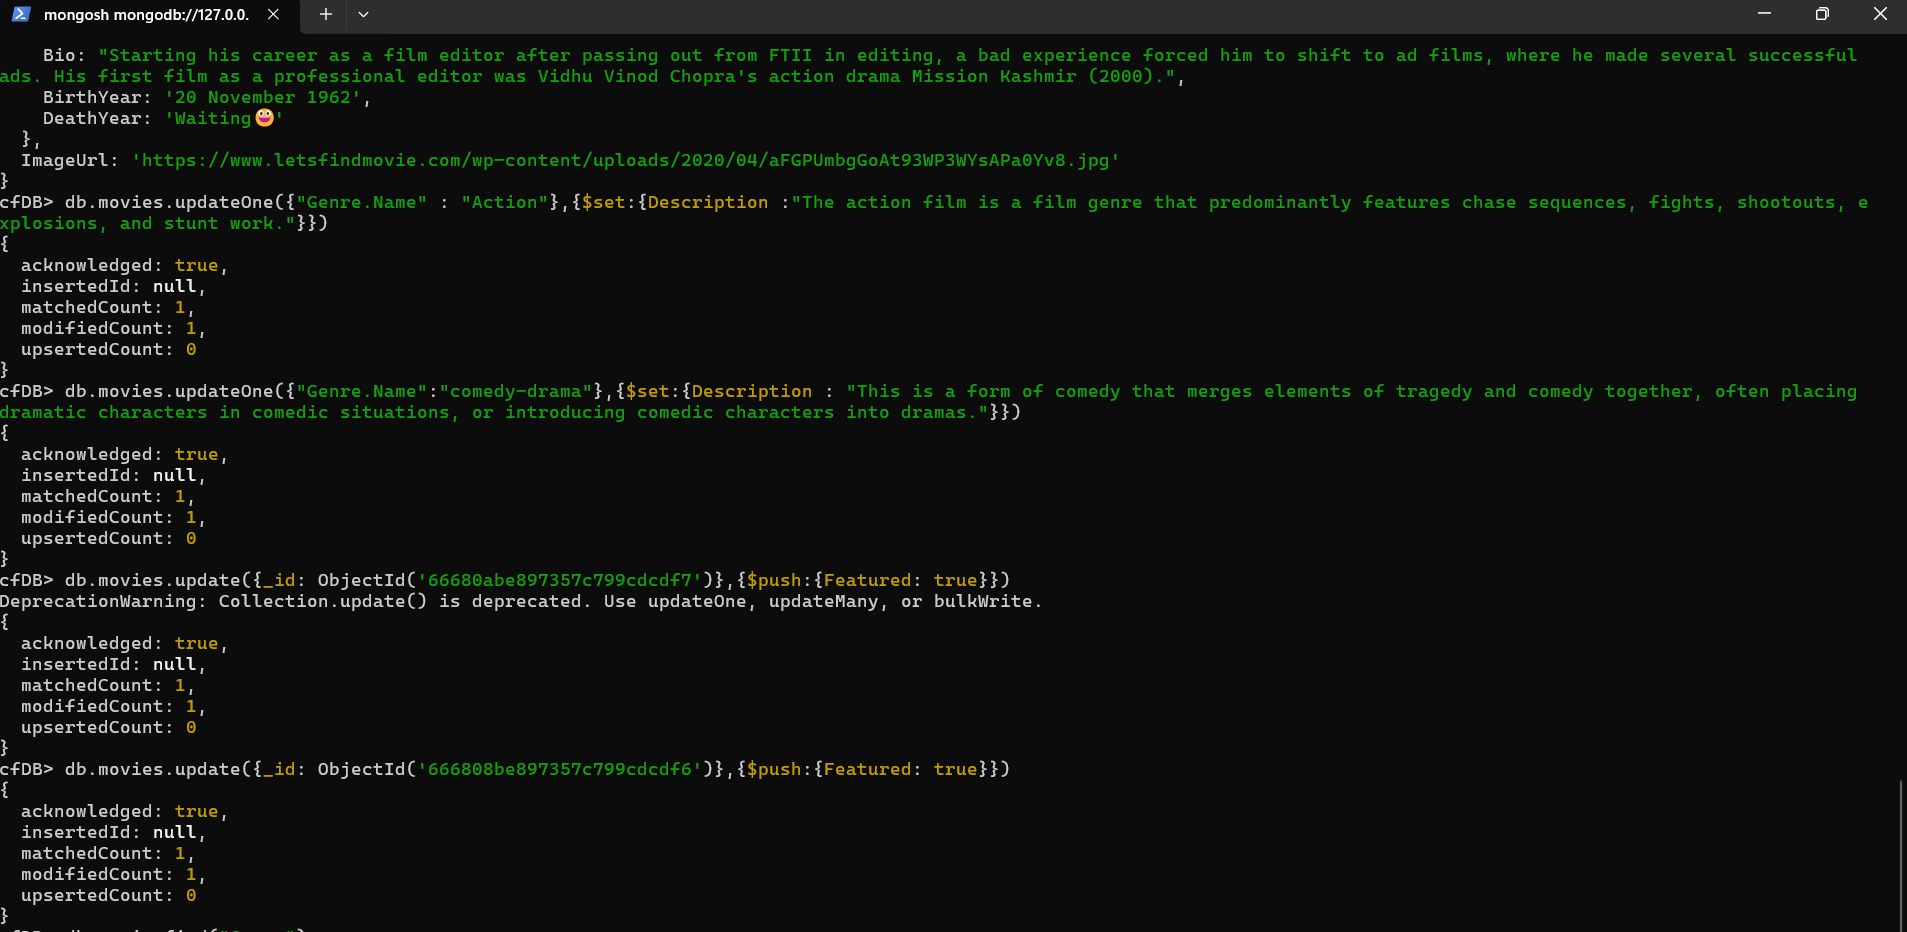 mongosh mongodb://127.0.0.
Bio: "Starting his career as a film editor after passing out from FTII in editing, a bad experience forced him to shift to ad films, where he made several successful
ads. His first film as a professional editor was Vidhu Vinod Chopra's action drama Mission Kashmir (2000).",
BirthYear: '20 November 1962',
DeathYear: 'Waiting😀'
},
ImageUrl: 'https://www.letsfindmovie.com/wp-content/uploads/2020/04/aFGPUmbgGoAt93WP3WYsAPa0Yv8.jpg'
}
cfDB> db.movies.updateOne({"Genre.Name" : "Action"},{$set:{Description :"The action film is a film genre that predominantly features chase sequences, fights, shootouts, e
xplosions, and stunt work."}})
{
acknowledged: true,
insertedId: null,
matchedCount: 1,
modifiedCount: 1,
upsertedCount: 0
}
cfDB> db.movies.updateOne({"Genre.Name":"comedy-drama"},{$set:{Description : "This is a form of comedy that merges elements of tragedy and comedy together, often placing
dramatic characters in comedic situations, or introducing comedic characters into dramas."}})
{
acknowledged: true,
insertedId: null,
matchedCount: 1,
modifiedCount: 1,
upsertedCount: 0
}
cfDB> db.movies.update({_id: ObjectId('66680abe897357c799cdcdf7')},{$push:{Featured: true}})
DeprecationWarning: Collection.update() is deprecated. Use updateOne, updateMany, or bulkWrite.
{
acknowledged: true,
insertedId: null,
matchedCount: 1,
modifiedCount: 1,
upsertedCount: 0
}
cfDB> db.movies.update({_id: ObjectId('666808be897357c799cdcdf6')},{$push:{Featured: true}})
{
acknowledged: true,
insertedId: null,
matchedCount: 1,
modifiedCount: 1,
upsertedCount: 0
}